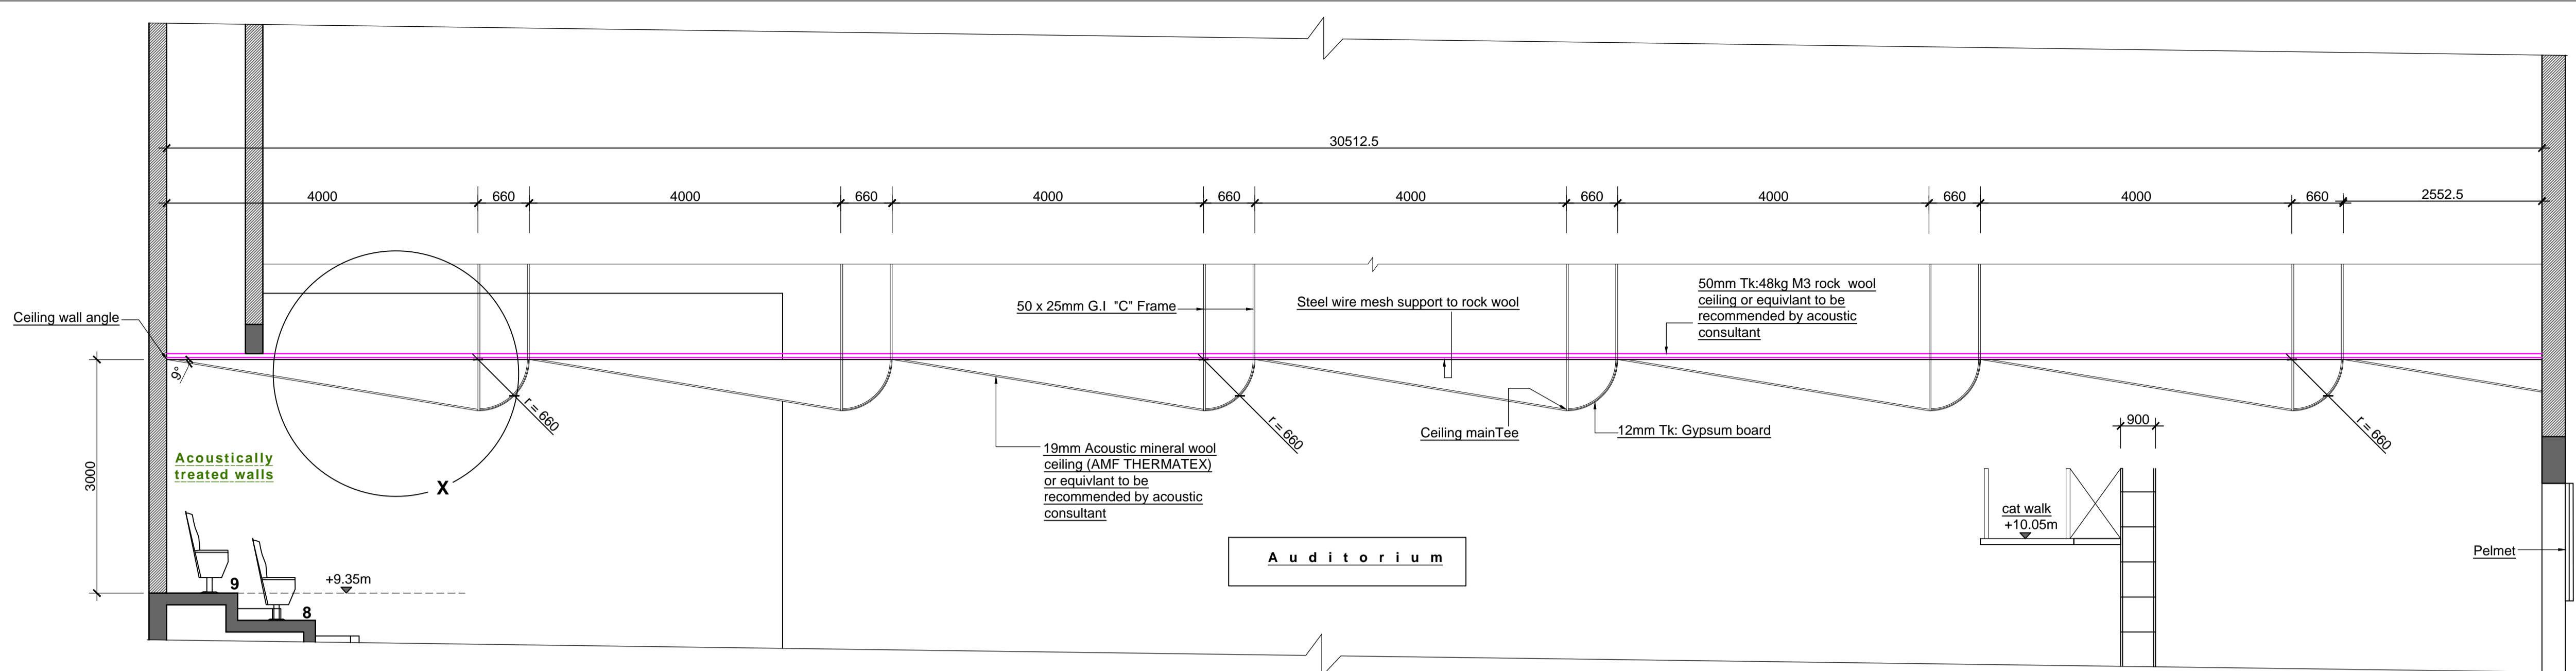 30512.5
4000 660 4000 660 4000 660 4000 660 4000 660 4000 660 2552.5
Ceiling wall angle
9°
50 x 25mm G.I "C" Frame
Steel wire mesh support to rock wool
50mm Tk:48kg M3 rock wool
ceiling or equivlant to be
recommended by acoustic
consultant
r = 660
r = 660
r = 660
3000
Acoustically
treated walls
X
19mm Acoustic mineral wool
ceiling (AMF THERMATEX)
or equivlant to be
recommended by acoustic
consultant
Ceiling mainTee
12mm Tk: Gypsum board
900
cat walk
+10.05m
Auditorium
Pelmet
9
+9.35m
8